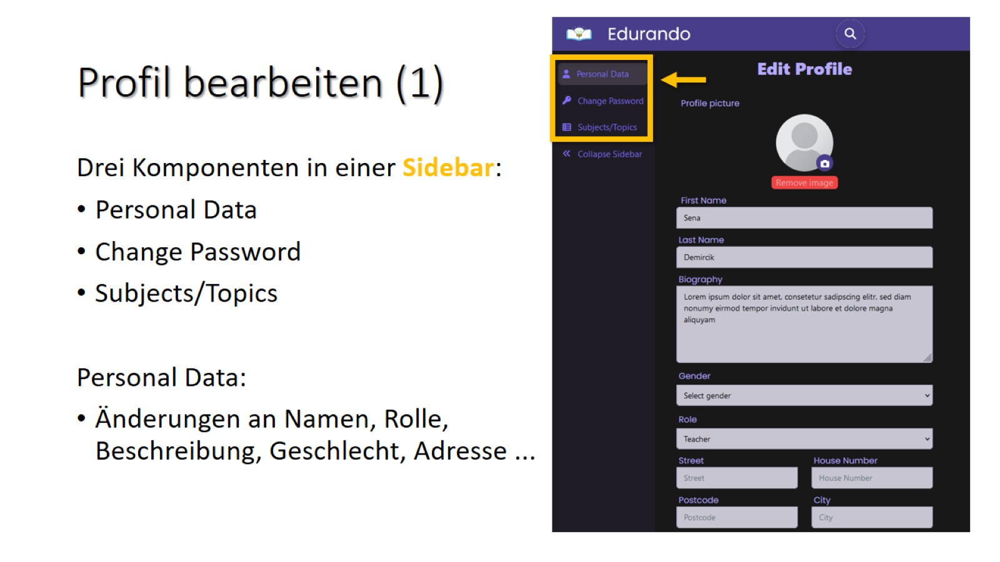 Profil bearbeiten (1)
Drei Komponenten in einer Sidebar:
• Personal Data
• Change Password
• Subjects/Topics
Personal Data:
• Änderungen an Namen, Rolle,
Beschreibung, Geschlecht, Adresse ...
Edurando
Personal Data
Change Password
Subjects/Topics
Collapse Sidebar
Edit Profile
Profile picture
Remove image
First Name
Sena
Last Name
Demircik
Biography
Lorem ipsum dolor sit amet, consetetur sadipscing elitr, sed diam
nonumy eirmod tempor invidunt ut labore et dolore magna
aliquyam
Gender
Select gender
Role
Teacher
Street House Number
Street House Number
Postcode City
Postcode City